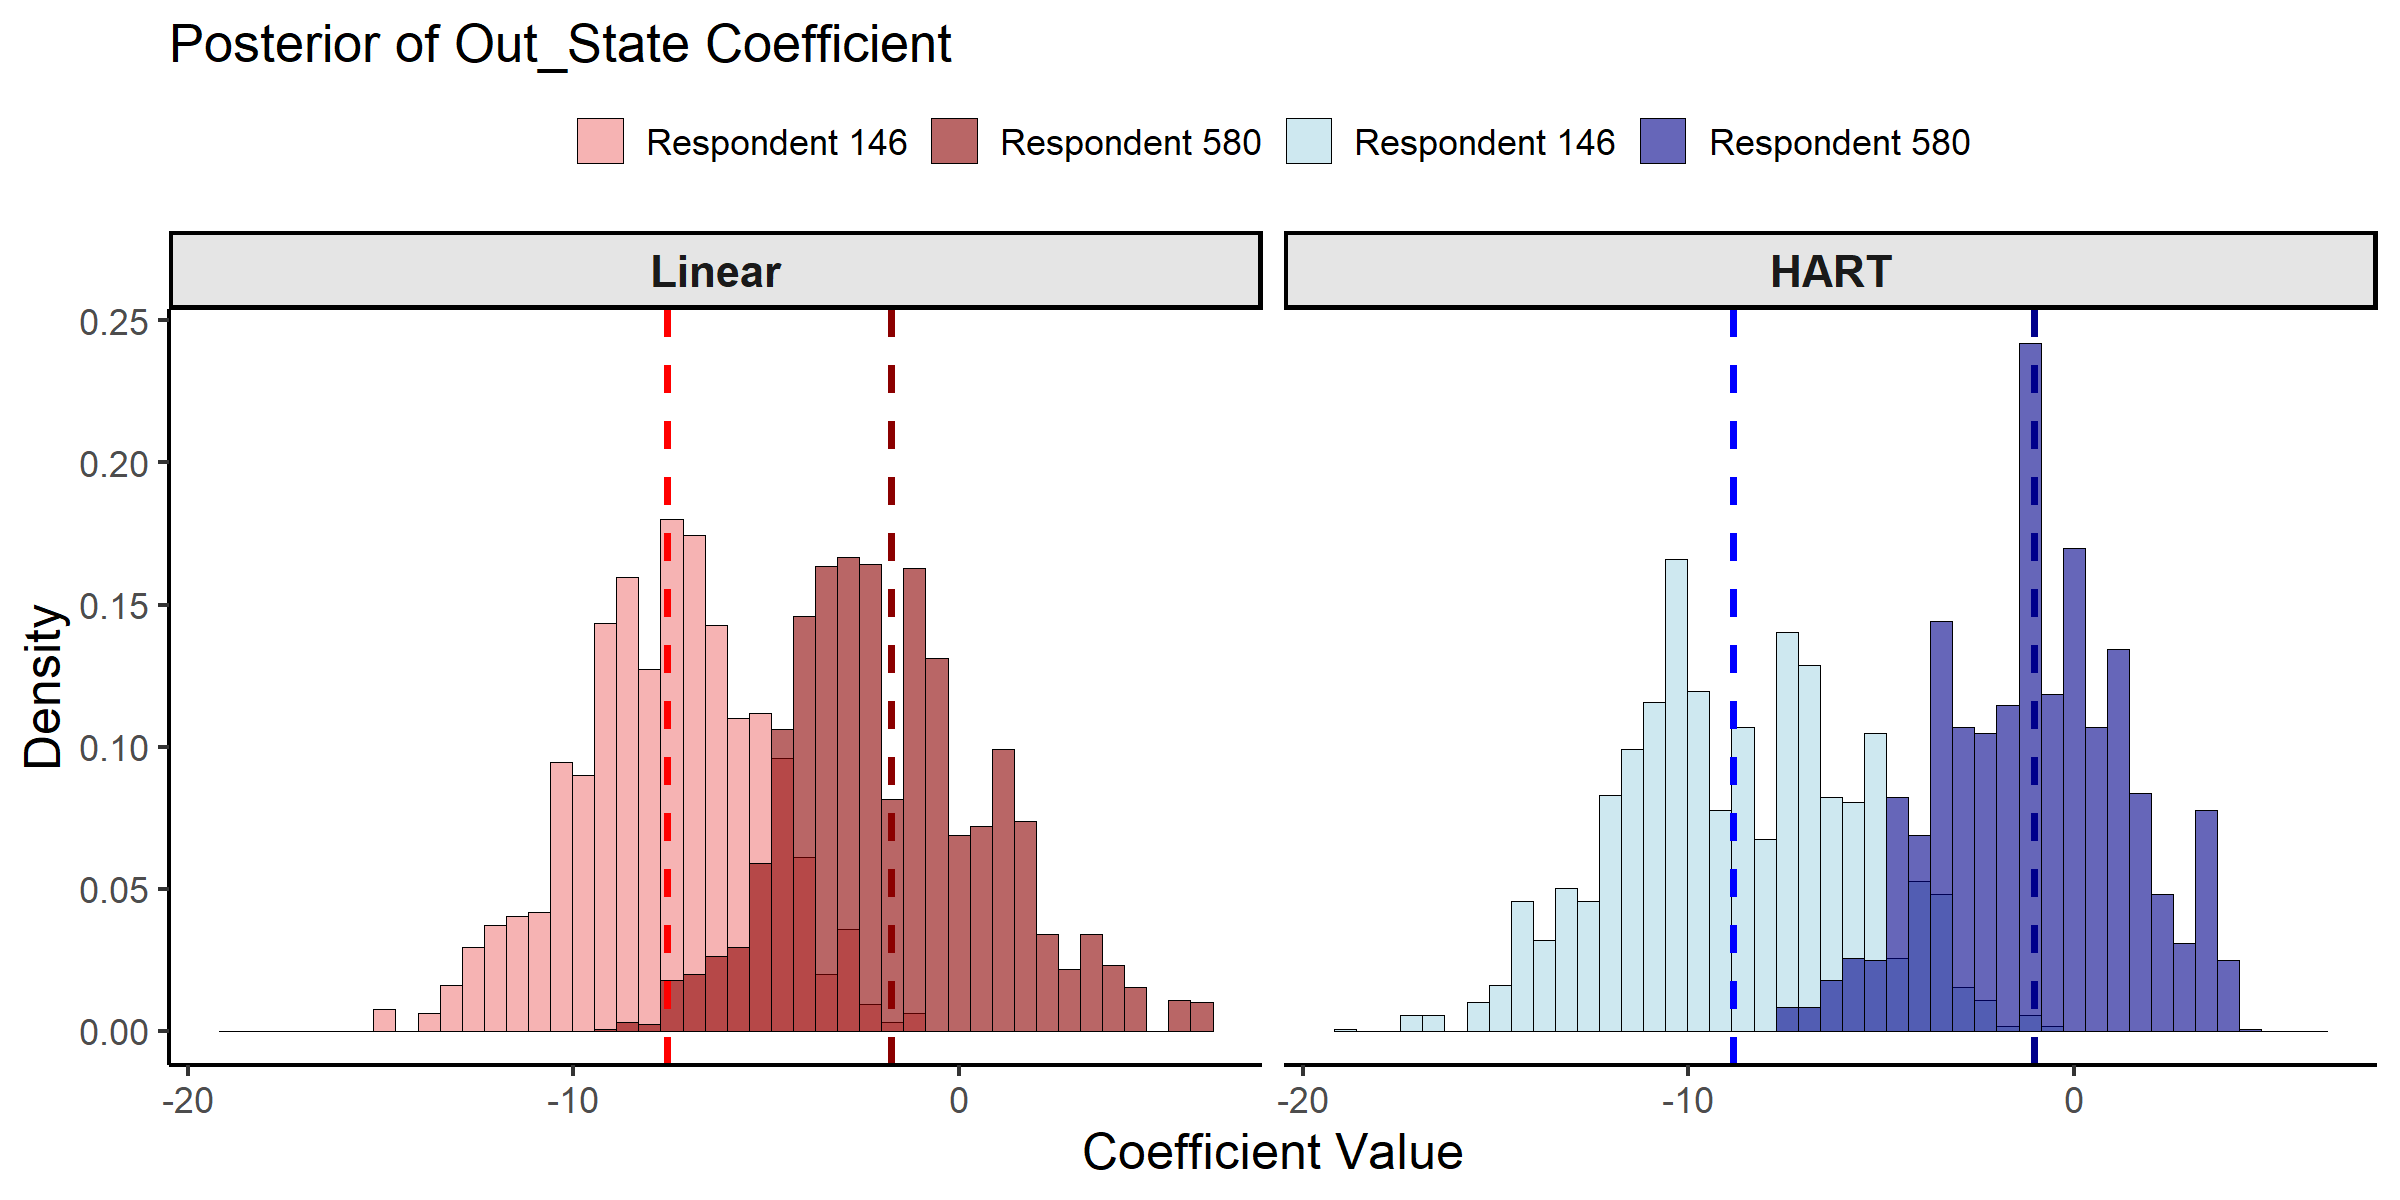 Posterior of Out_State Coefficient
Respondent 146 Respondent 580 Respondent 146 Respondent 580
Linear HART
0.25
0.20
0.15
0.10
0.05
0.00
Density
-20 -10 0 -20 -10 0
Coefficient Value